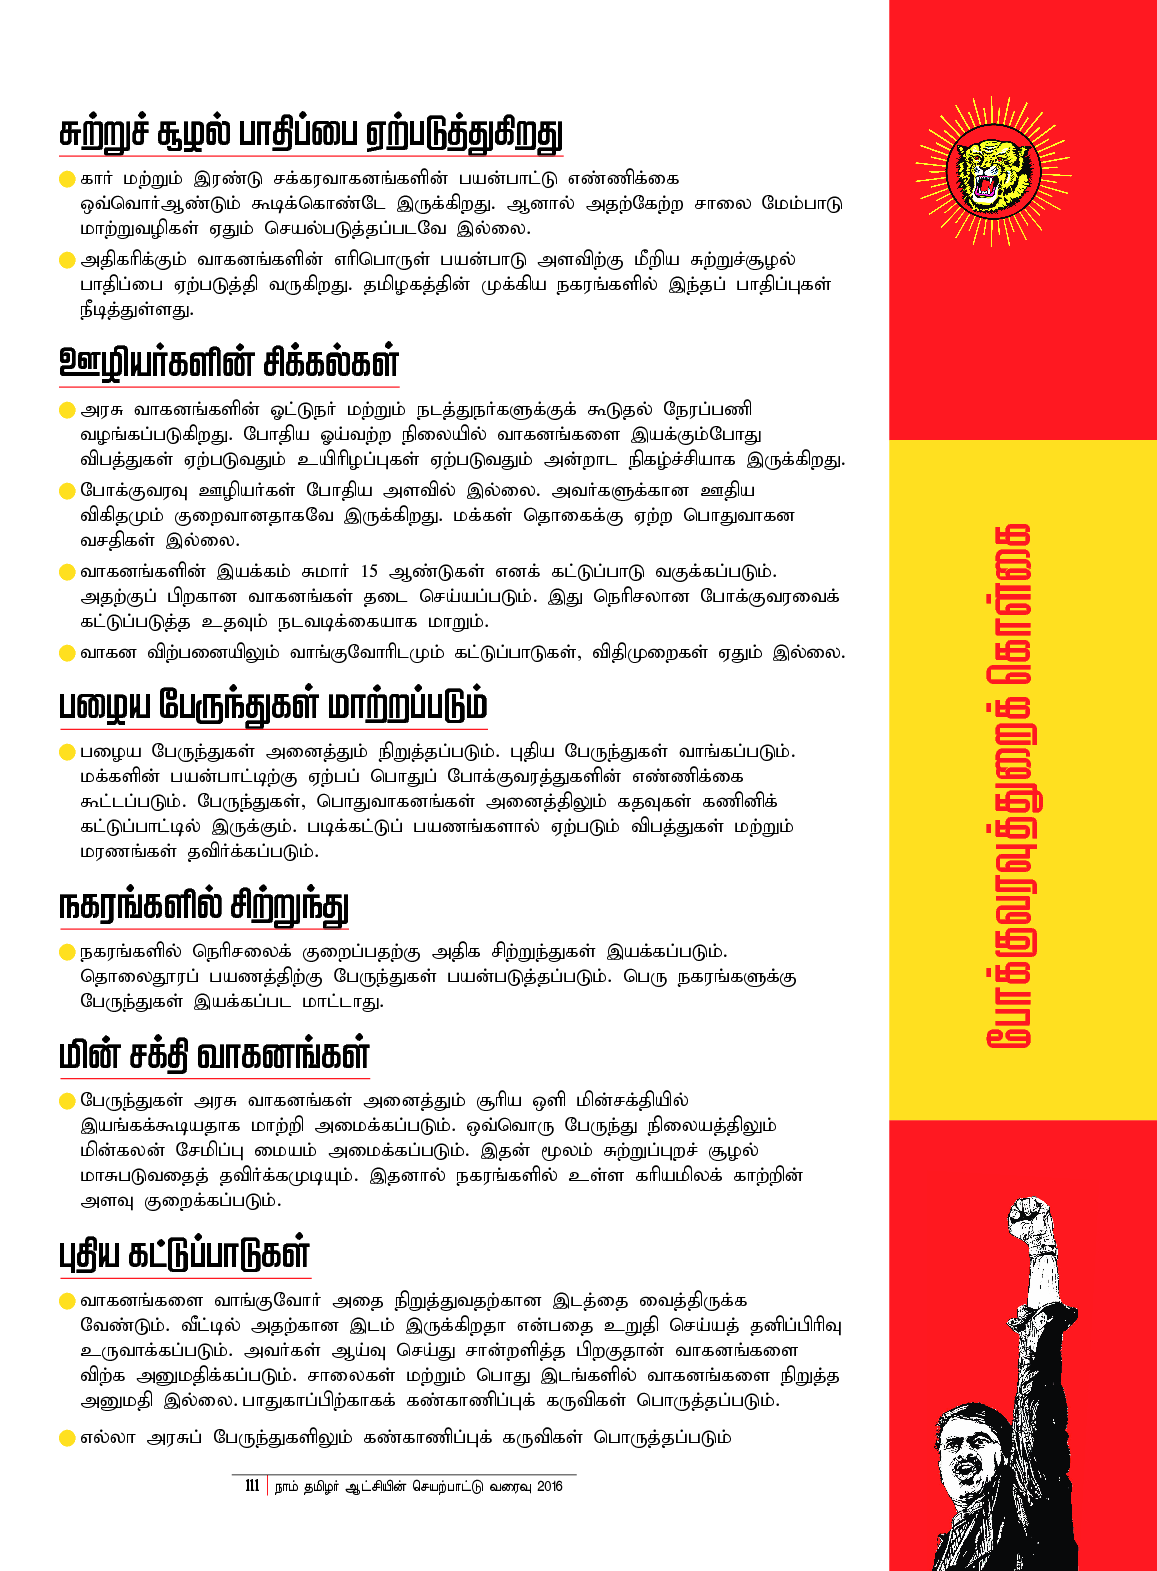 சுற்றுச் சூழல் பாதிப்பை ஏற்படுத்துகிறது
கார் மற்றும் இரண்டு சக்கரவாகனங்களின் பயன்பாட்டு எண்ணிக்கை
ஒவ்வொர்ஆண்டும் கூடிக்கொண்டே இருக்கிறது. ஆனால் அதற்கேற்ற சாலை மேம்பாடு
மாற்றுவழிகள் ஏதும் செயல்படுத்தப்படவே இல்லை.
அதிகரிக்கும் வாகனங்களின் எரிபொருள் பயன்பாடு அளவிற்கு மீறிய சுற்றுச்சூழல்
பாதிப்பை ஏற்படுத்தி வருகிறது. தமிழகத்தின் முக்கிய நகரங்களில் இந்தப் பாதிப்புகள்
நீடித்துள்ளது.
ஊழியர்களின் சிக்கல்கள்
அரசு வாகனங்களின் ஓட்டுநர் மற்றும் நடத்துநர்களுக்குக் கூடுதல் நேரப்பணி
வழங்கப்படுகிறது. போதிய ஓய்வற்ற நிலையில் வாகனங்களை இயக்கும்போது
விபத்துகள் ஏற்படுவதும் உயிரிழப்புகள் ஏற்படுவதும் அன்றாட நிகழ்ச்சியாக இருக்கிறது.
போக்குவரவு ஊழியர்கள் போதிய அளவில் இல்லை. அவர்களுக்கான ஊதிய
விகிதமும் குறைவானதாகவே இருக்கிறது. மக்கள் தொகைக்கு ஏற்ற பொதுவாகன
வசதிகள் இல்லை.
வாகனங்களின் இயக்கம் சுமார் 15 ஆண்டுகள் எனக் கட்டுப்பாடு வகுக்கப்படும்.
அதற்குப் பிறகான வாகனங்கள் தடை செய்யப்படும். இது நெரிசலான போக்குவரவைக்
கட்டுப்படுத்த உதவும் நடவடிக்கையாக மாறும்.
வாகன விற்பனையிலும் வாங்குவோரிடமும் கட்டுப்பாடுகள், விதிமுறைகள் ஏதும் இல்லை.
பழைய பேருந்துகள் மாற்றப்படும்
பழைய பேருந்துகள் அனைத்தும் நிறுத்தப்படும். புதிய பேருந்துகள் வாங்கப்படும்.
மக்களின் பயன்பாட்டிற்கு ஏற்பப் பொதுப் போக்குவரத்துகளின் எண்ணிக்கை
கூட்டப்படும். பேருந்துகள், பொதுவாகனங்கள் அனைத்திலும் கதவுகள் கணினிக்
கட்டுப்பாட்டில் இருக்கும். படிக்கட்டுப் பயணங்களால் ஏற்படும் விபத்துகள் மற்றும்
மரணங்கள் தவிர்க்கப்படும்.
நகரங்களில் சிற்றுந்து
நகரங்களில் நெரிசலைக் குறைப்பதற்கு அதிக சிற்றுந்துகள் இயக்கப்படும்.
தொலைதூரப் பயணத்திற்கு பேருந்துகள் பயன்படுத்தப்படும். பெரு நகரங்களுக்கு
பேருந்துகள் இயக்கப்பட மாட்டாது.
மின் சக்தி வாகனங்கள்
பேருந்துகள் அரசு வாகனங்கள் அனைத்தும் சூரிய ஒளி மின்சக்தியில்
இயங்கக்கூடியதாக மாற்றி அமைக்கப்படும். ஒவ்வொரு பேருந்து நிலையத்திலும்
மின்கலன் சேமிப்பு மையம் அமைக்கப்படும். இதன் மூலம் சுற்றுப்புறச் சூழல்
மாசுபடுவதைத் தவிர்க்கமுடியும். இதனால் நகரங்களில் உள்ள கரியமிலக் காற்றின்
அளவு குறைக்கப்படும்.
புதிய கட்டுப்பாடுகள்
வாகனங்களை வாங்குவோர் அதை நிறுத்துவதற்கான இடத்தை வைத்திருக்க
வேண்டும். வீட்டில் அதற்கான இடம் இருக்கிறதா என்பதை உறுதி செய்யத் தனிப்பிரிவு
உருவாக்கப்படும். அவர்கள் ஆய்வு செய்து சான்றளித்த பிறகுதான் வாகனங்களை
விற்க அனுமதிக்கப்படும். சாலைகள் மற்றும் பொது இடங்களில் வாகனங்களை நிறுத்த
அனுமதி இல்லை. பாதுகாப்பிற்காகக் கண்காணிப்புக் கருவிகள் பொருத்தப்படும்.
எல்லா அரசுப் பேருந்துகளிலும் கண்காணிப்புக் கருவிகள் பொருத்தப்படும்
111 நாம் தமிழர் ஆட்சியின் செயற்பாட்டு வரைவு 2016
போக்குவரவுத்துறைக் கொள்கை